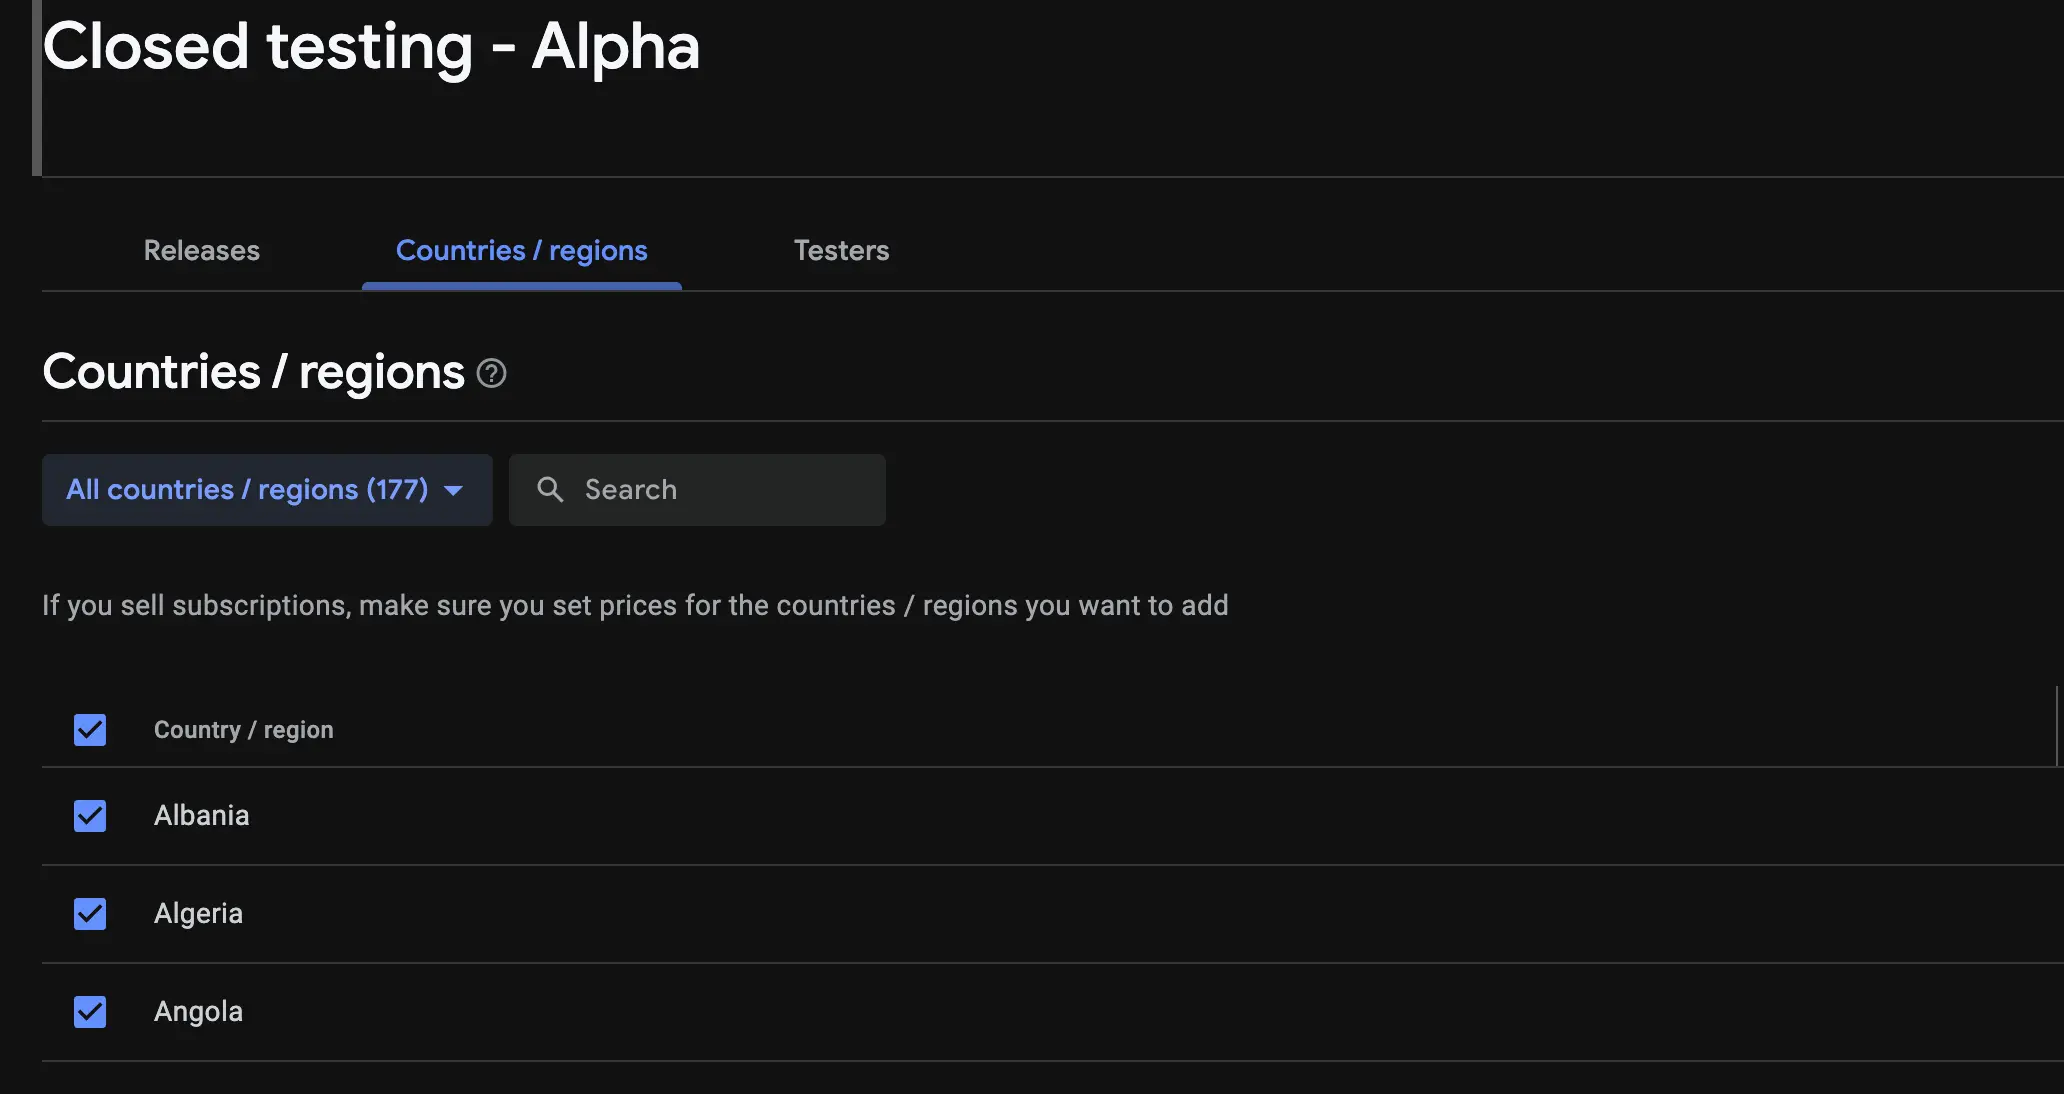 Closed testing - Alpha
Releases Countries / regions Testers
Countries / regions
All countries / regions (177) Search
If you sell subscriptions, make sure you set prices for the countries / regions you want to add
Country / region
Albania
Algeria
Angola